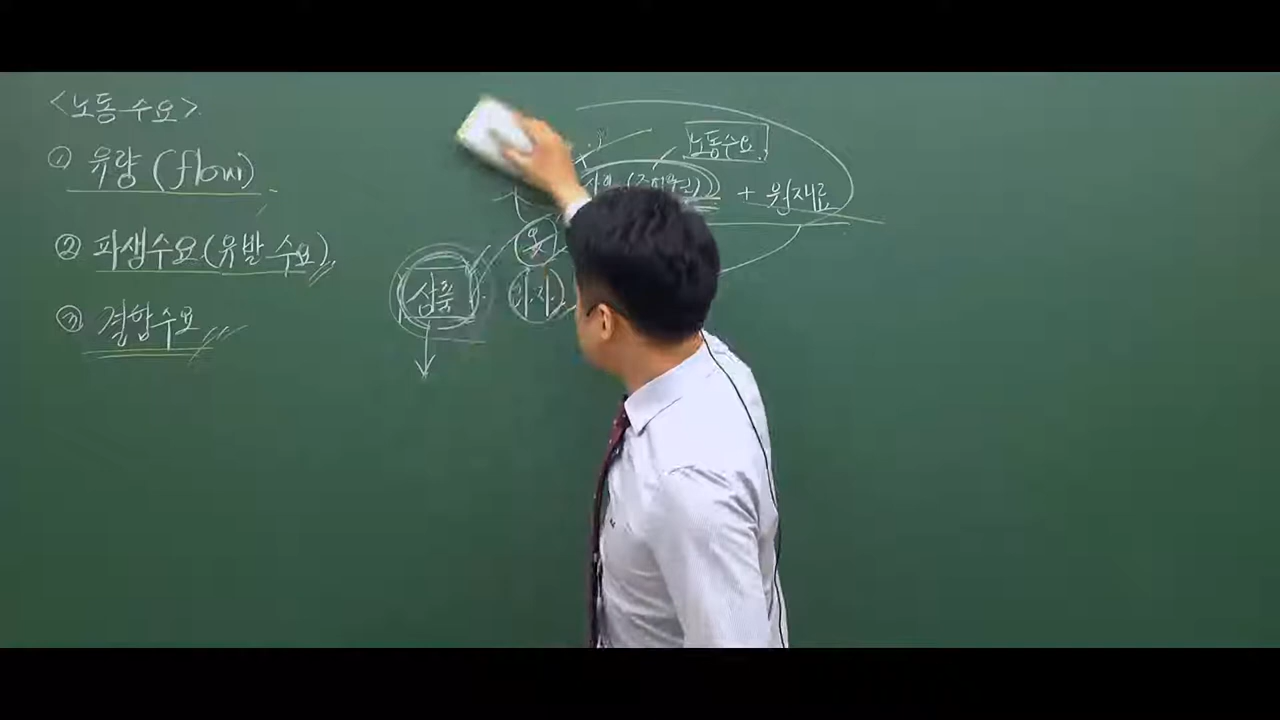 <노동수요>
① 유량 (flow)
② 파생수요(유발 수요)
③ 결합수요
노동수요
+ 원재료
상품